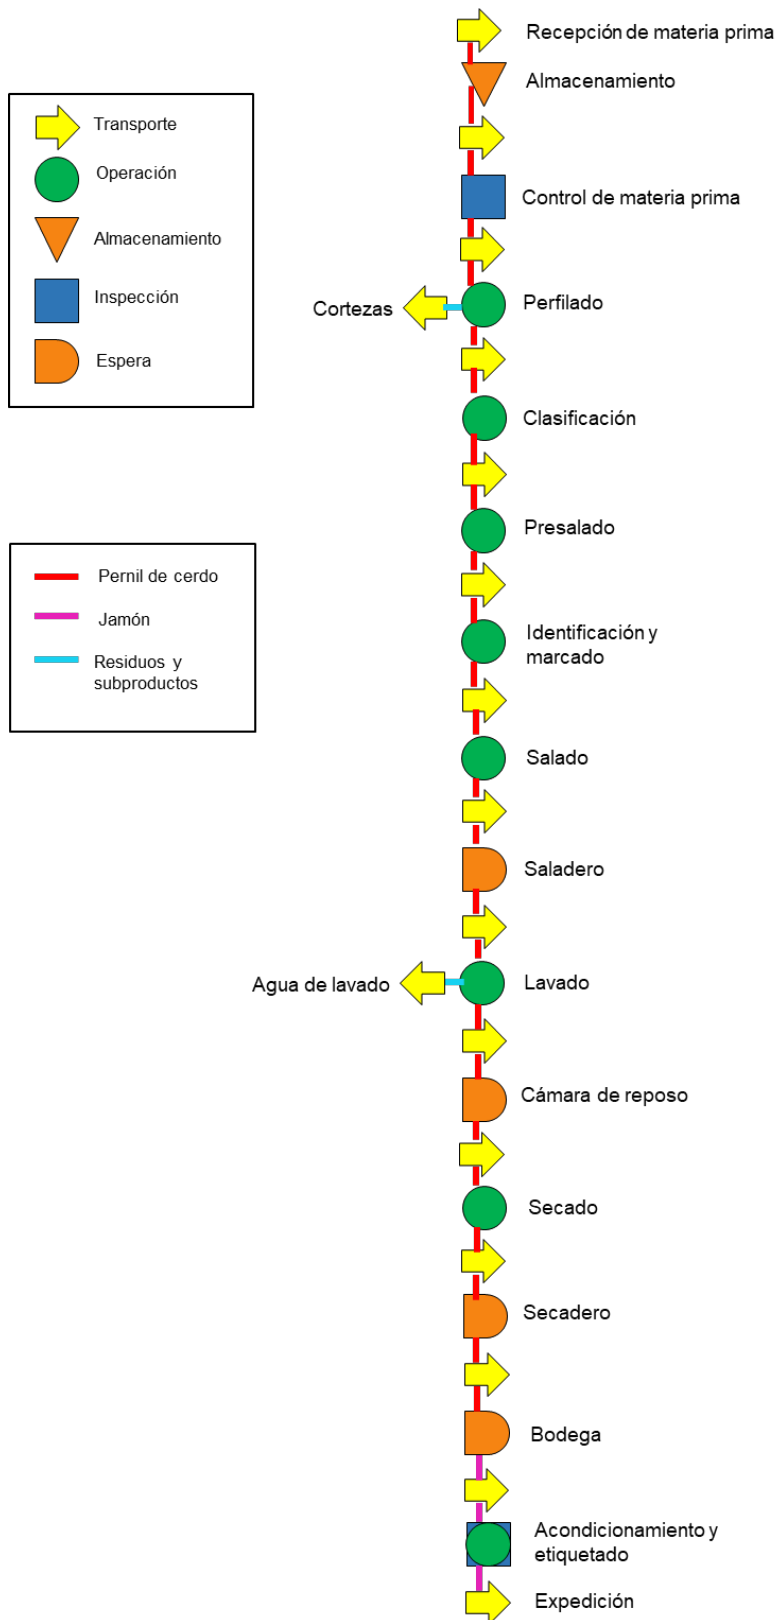 Recepción de materia prima
Almacenamiento
Transporte
Operación
Almacenamiento
Inspección
Espera
Control de materia prima
Cortezas
Perfilado
Clasificación
Presalado
Pernil de cerdo
Jamón
Residuos y
subproductos
Identificación y
marcado
Salado
Saladero
Agua de lavado
Lavado
Cámara de reposo
Secado
Secadero
Bodega
Acondicionamiento y
etiquetado
Expedición